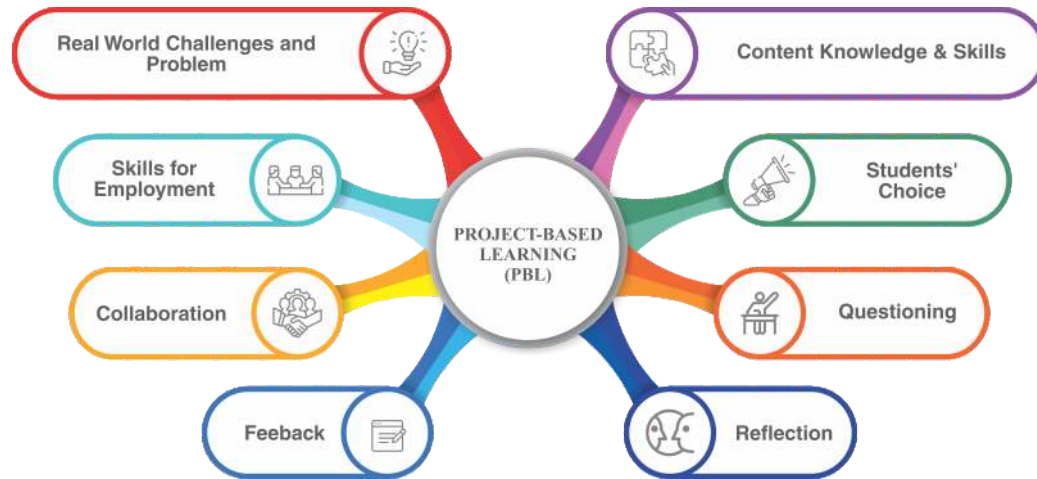 Real World Challenges and
Problem
Content Knowledge & Skills
Skills for
Employment
Students'
Choice
PROJECT-BASED
LEARNING
(PBL)
Collaboration
Questioning
Feeback
Reflection